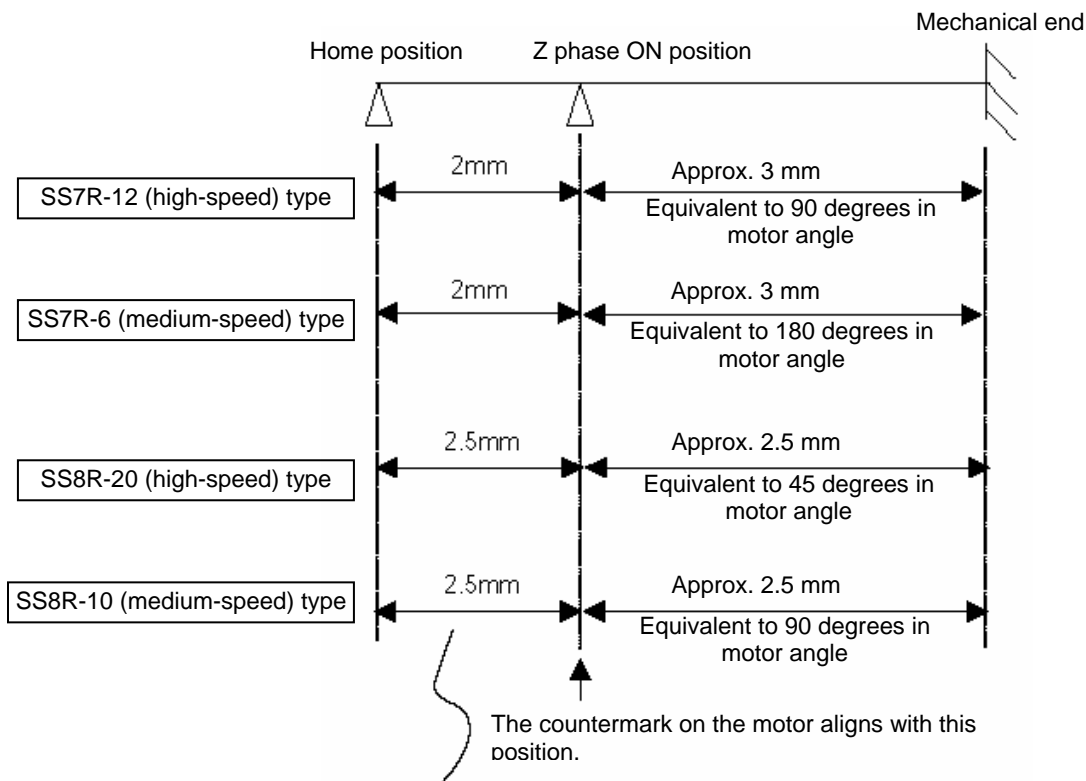 Mechanical end
Home position
Z phase ON position
SS7R-12 (high-speed) type
2mm
Approx. 3 mm
Equivalent to 90 degrees in
motor angle
SS7R-6 (medium-speed) type
2mm
Approx. 3 mm
Equivalent to 180 degrees in
motor angle
SS8R-20 (high-speed) type
2.5mm
Approx. 2.5 mm
Equivalent to 45 degrees in
motor angle
SS8R-10 (medium-speed) type
2.5mm
Approx. 2.5 mm
Equivalent to 90 degrees in
motor angle
The countermark on the motor aligns with this
position.